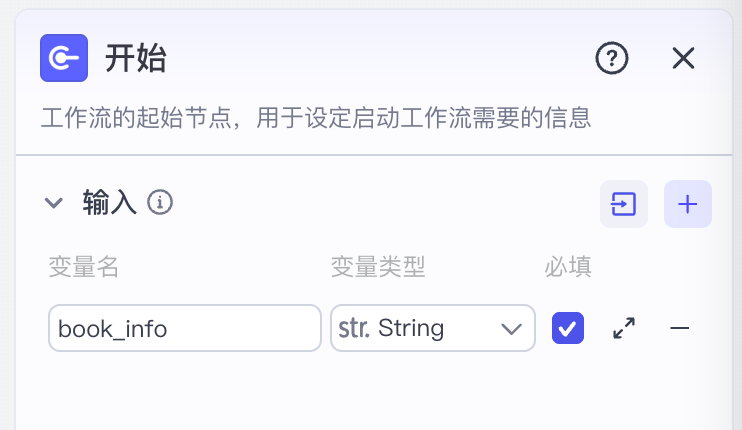 开始
工作流的起始节点，用于设定启动工作流需要的信息
输入
变量名 变量类型 必填
book_info str. String